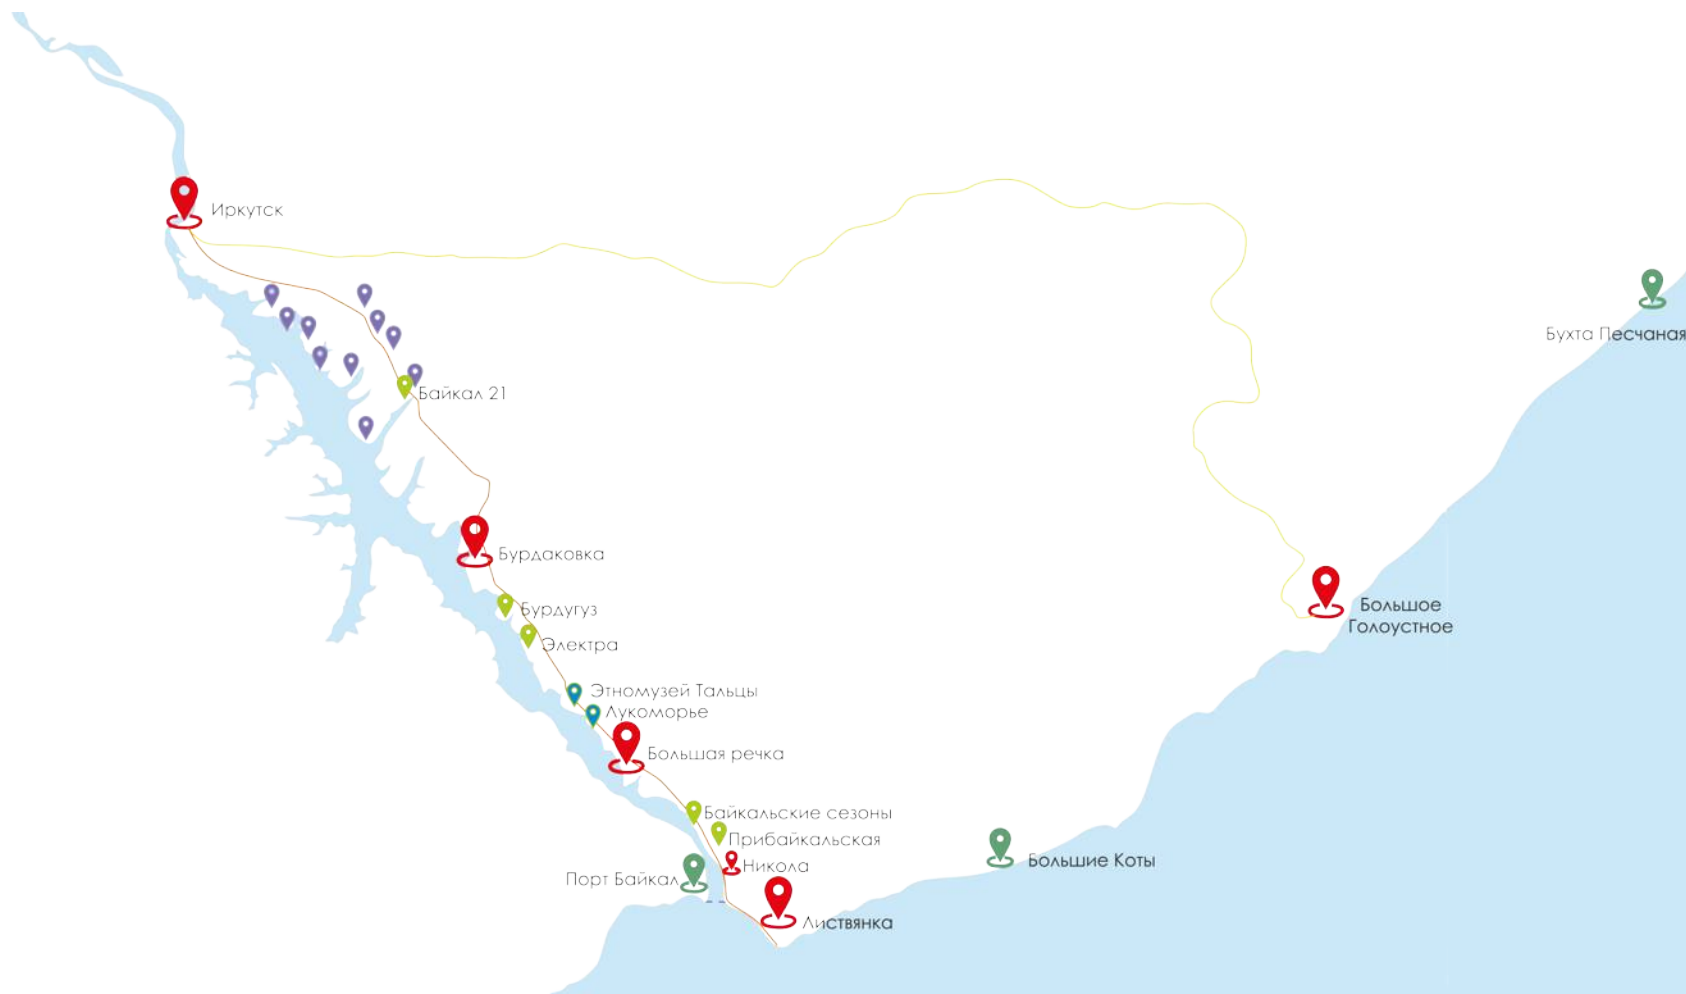 Иркутск
Бухта Песчаная
Байкал 21
Бурдаковка
Бурдугуз
Большое
Голоустное
Электра
Этномузей Тальцы
Лукоморье
Большая речка
Байкальские сезоны
Прибайкальская
Большие Коты
Никола
Порт Байкал
Листвянка